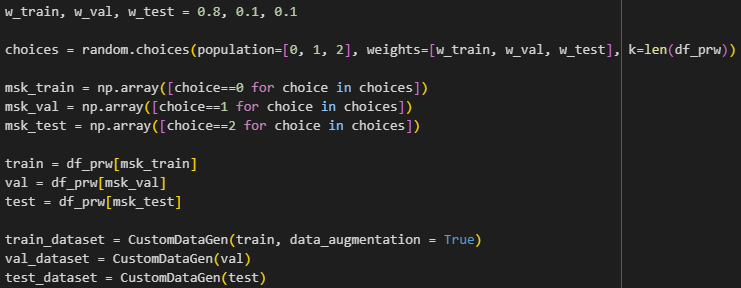 w_train, w_val, w_test = 0.8, 0.1, 0.1
choices = random.choices(population=[0, 1, 2], weights=[w_train, w_val, w_test], k=len(df_prw))
msk_train = np.array([choice==0 for choice in choices])
msk_val = np.array([choice==1 for choice in choices])
msk_test = np.array([choice==2 for choice in choices])
train = df_prw[msk_train]
val = df_prw[msk_val]
test = df_prw[msk_test]
train_dataset = CustomDataGen(train, data_augmentation = True)
val_dataset = CustomDataGen(val)
test_dataset = CustomDataGen(test)